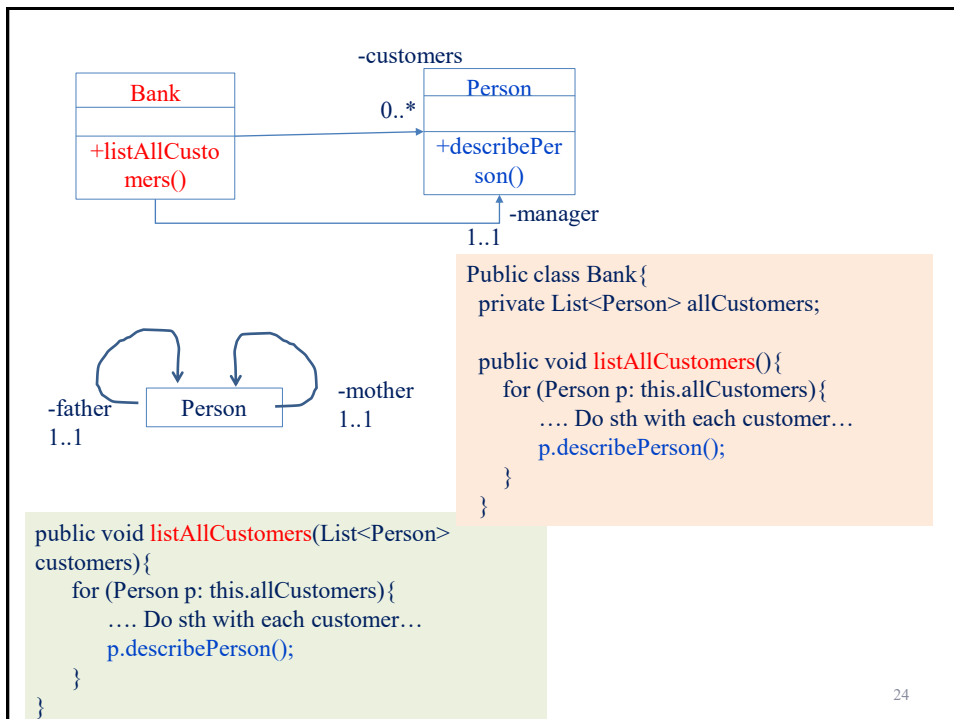 -customers
Bank
Person
0..*
+listAllCusto
mers()
+describePer
son()
-manager
1..1
Public class Bank{
private List<Person> allCustomers;
public void listAllCustomers(){
for (Person p: this.allCustomers){
…. Do sth with each customer…
p.describePerson();
}
}
-father
1..1
Person
-mother
1..1
public void listAllCustomers(List<Person>
customers){
for (Person p: this.allCustomers){
…. Do sth with each customer…
p.describePerson();
}
}
24